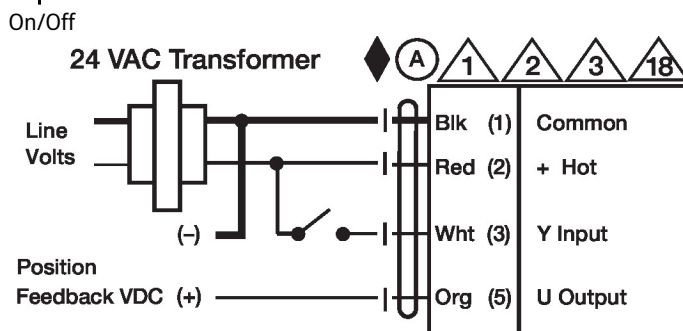 On/Off
24 VAC Transformer
A 1 2 3 18
Line
Volts
Blk (1) Common
Red (2) + Hot
(–)
Wht (3) Y Input
Position
Feedback VDC (+)
Org (5) U Output